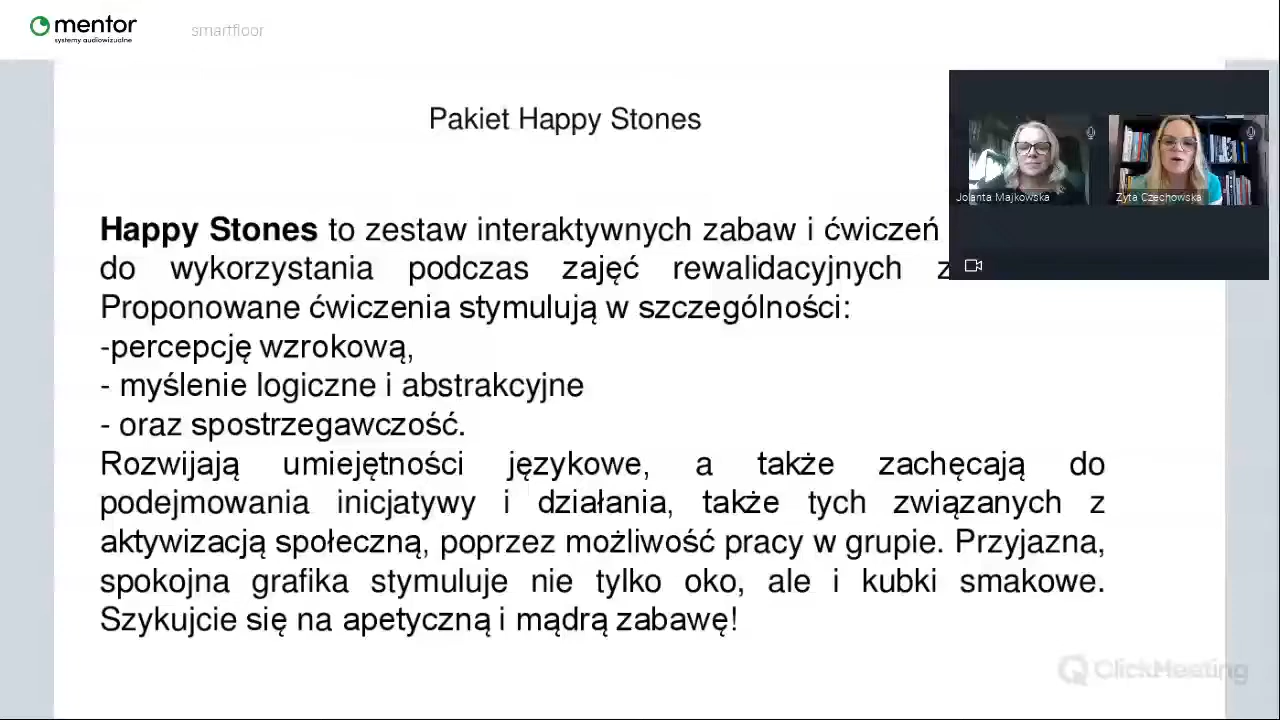 mentor
systemy audiowizualne
smartfloor
Pakiet Happy Stones
Jolanta Majkowska
Zyta Czechowska
Happy Stones to zestaw interaktywnych zabaw i ćwiczeń
do wykorzystania podczas zajęć rewalidacyjnych
Proponowane ćwiczenia stymulują w szczególności:
-percepcję wzrokową,
- myślenie logiczne i abstrakcyjne
- oraz spostrzegawczość.
Rozwijają umiejętności językowe, a także zachęcają do
podejmowania inicjatywy i działania, także tych związanych z
aktywizacją społeczną, poprzez możliwość pracy w grupie. Przyjazna,
spokojna grafika stymuluje nie tylko oko, ale i kubki smakowe.
Szykujcie się na apetyczną i mądrą zabawę!
ClickMeeting